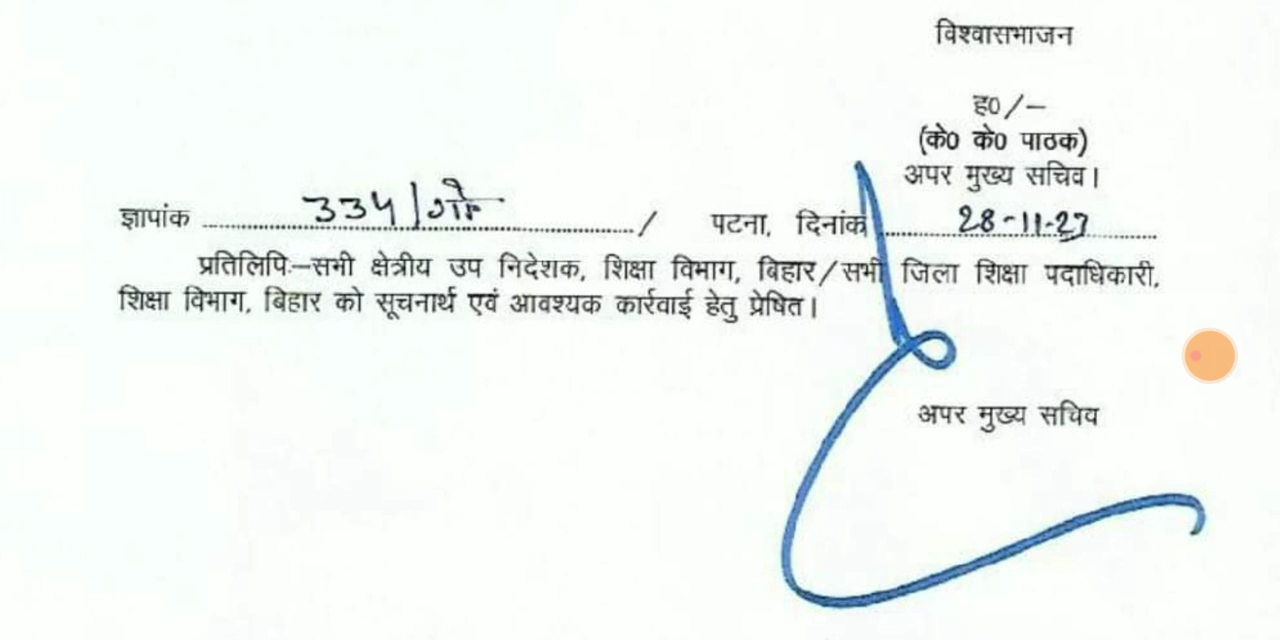 विश्वासभाजन
ह0/–
(के0 के0 पाठक)
अपर मुख्य सचिव।
ज्ञापांक 334/गो० / पटना, दिनांक 28-11-23
प्रतिलिपिः–सभी क्षेत्रीय उप निदेशक, शिक्षा विभाग, बिहार/सभी जिला शिक्षा पदाधिकारी,
शिक्षा विभाग, बिहार को सूचनार्थ एवं आवश्यक कार्रवाई हेतु प्रेषित।
अपर मुख्य सचिव